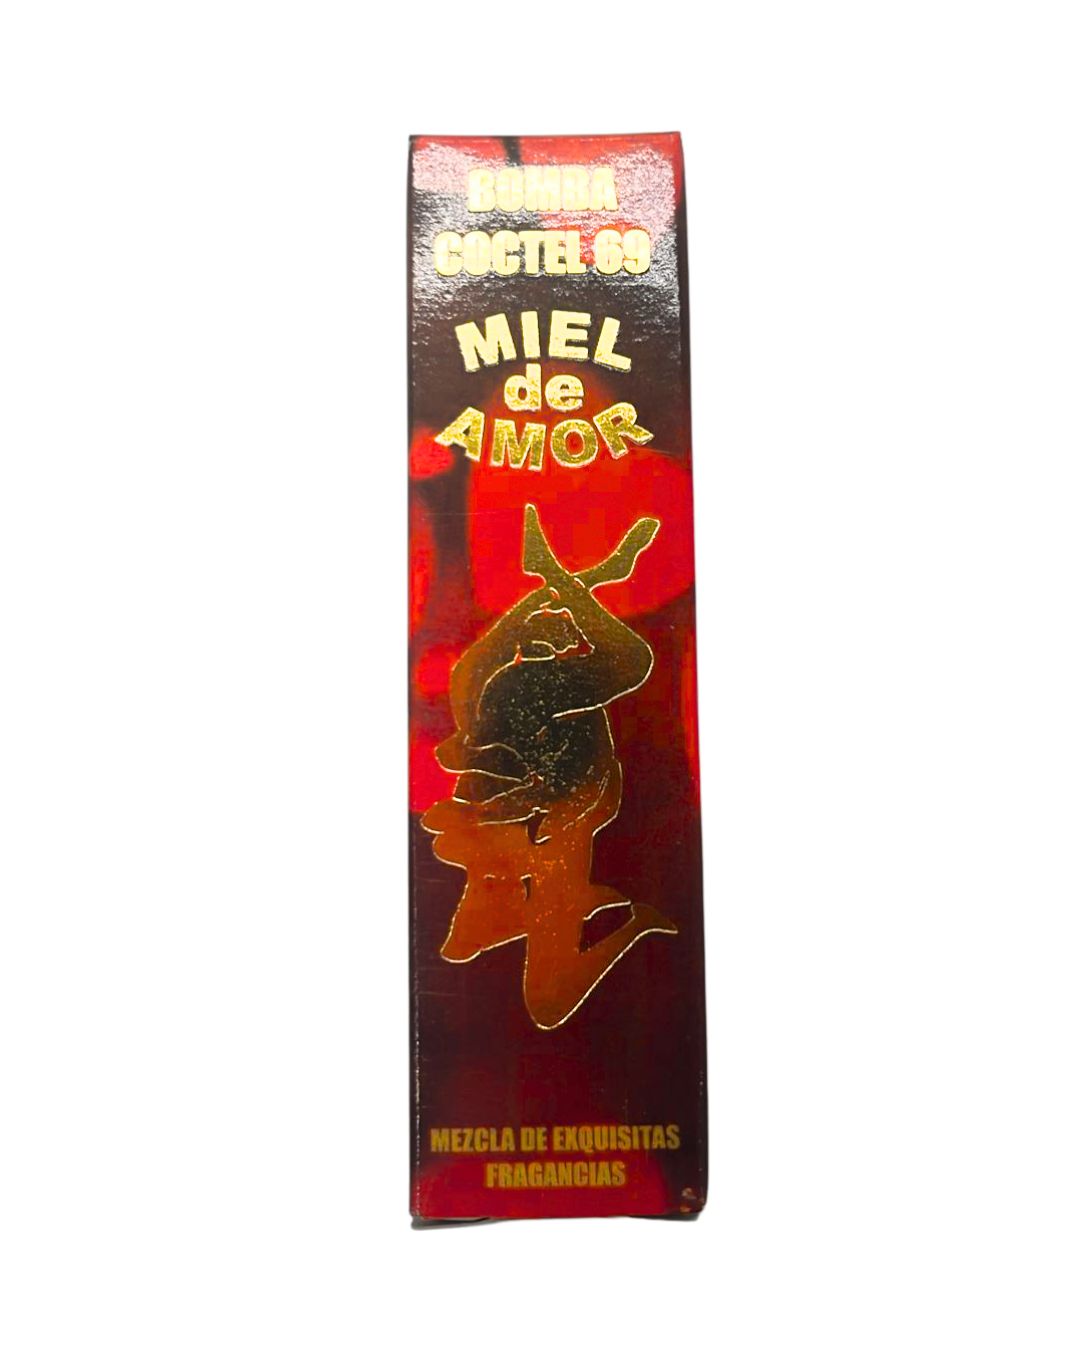 BOMBA
COCTEL 69
MIEL
de
AMOR
MEZCLA DE EXQUISITAS
FRAGANCIAS